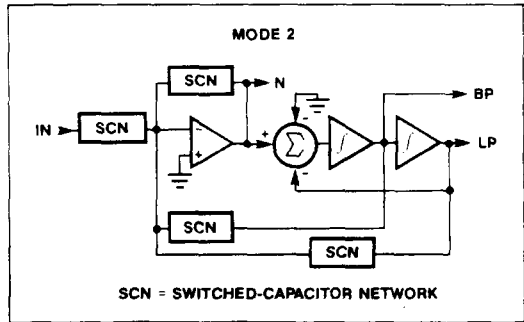 MODE 2
SCN
N
BP
IN
SCN
-
+
+
-
Σ
∫
∫
LP
-
SCN
SCN
SCN = SWITCHED-CAPACITOR NETWORK